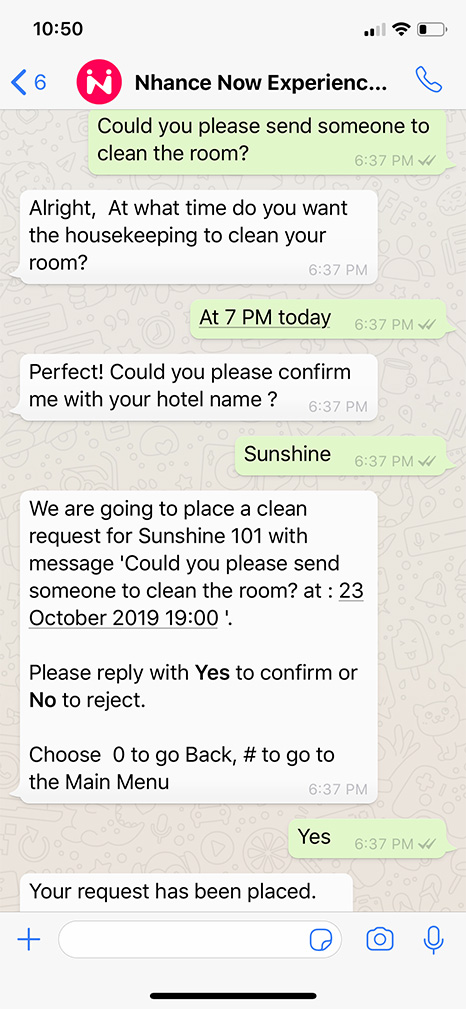 10:50
6
Nhance Now Experienc...
Could you please send someone to
clean the room?
6:37 PM
Alright,  At what time do you want
the housekeeping to clean your
room?
6:37 PM
At 7 PM today
6:37 PM
Perfect! Could you please confirm
me with your hotel name ?
6:37 PM
Sunshine
6:37 PM
We are going to place a clean
request for Sunshine 101 with
message 'Could you please send
someone to clean the room? at : 23
October 2019 19:00 '.
Please reply with Yes to confirm or
No to reject.
Choose  0 to go Back, # to go to
the Main Menu
6:37 PM
Yes
6:37 PM
Your request has been placed.